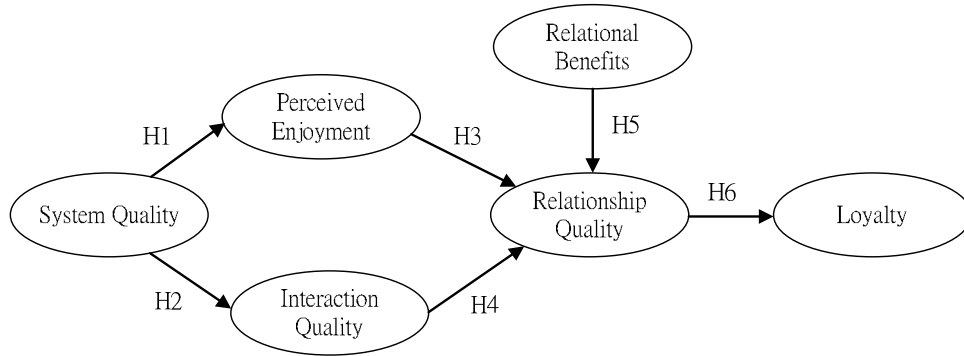 Relational
Benefits
Perceived
Enjoyment
H1
H3
H5
System Quality
Relationship
Quality
H6
Loyalty
H2
Interaction
Quality
H4